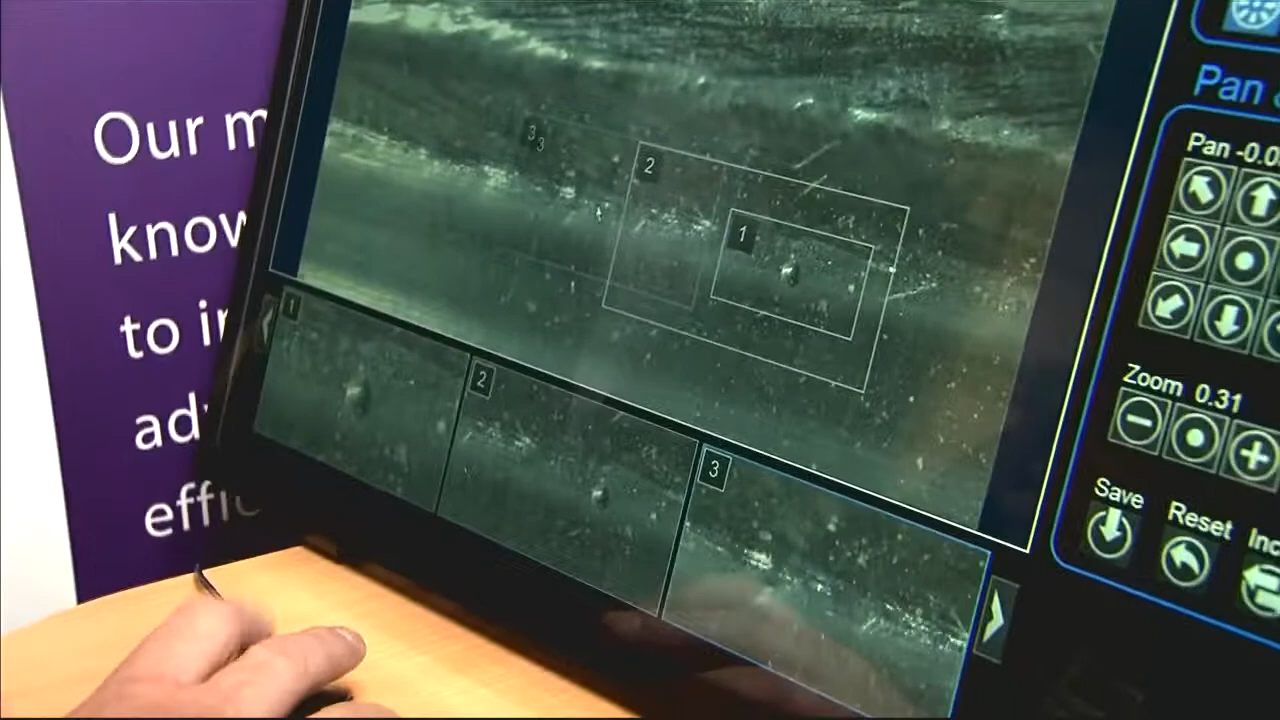 Our m
know
to in
adv
effic
3
3
2
1
1
2
3
Pan
Pan -0.0
Zoom 0.31
Save
Reset
Inc